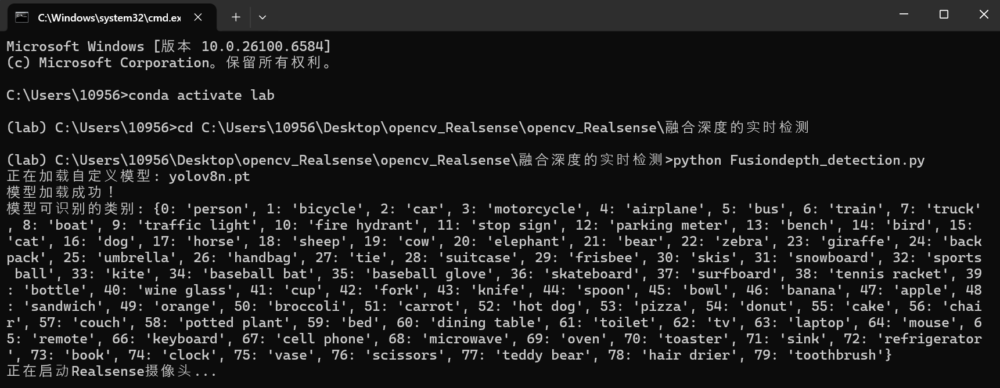 C:\Windows\system32\cmd.ex
Microsoft Windows [版本 10.0.26100.6584]
(c) Microsoft Corporation。保留所有权利。
C:\Users\10956>conda activate lab
(lab) C:\Users\10956>cd C:\Users\10956\Desktop\opencv_Realsense\opencv_Realsense\融合深度的实时检测
(lab) C:\Users\10956\Desktop\opencv_Realsense\opencv_Realsense\融合深度的实时检测>python Fusiondepth_detection.py
正在加载自定义模型: yolov8n.pt
模型加载成功！
模型可识别的类别: {0: 'person', 1: 'bicycle', 2: 'car', 3: 'motorcycle', 4: 'airplane', 5: 'bus', 6: 'train', 7: 'truck'
, 8: 'boat', 9: 'traffic light', 10: 'fire hydrant', 11: 'stop sign', 12: 'parking meter', 13: 'bench', 14: 'bird', 15:
'cat', 16: 'dog', 17: 'horse', 18: 'sheep', 19: 'cow', 20: 'elephant', 21: 'bear', 22: 'zebra', 23: 'giraffe', 24: 'back
pack', 25: 'umbrella', 26: 'handbag', 27: 'tie', 28: 'suitcase', 29: 'frisbee', 30: 'skis', 31: 'snowboard', 32: 'sports
 ball', 33: 'kite', 34: 'baseball bat', 35: 'baseball glove', 36: 'skateboard', 37: 'surfboard', 38: 'tennis racket', 39
: 'bottle', 40: 'wine glass', 41: 'cup', 42: 'fork', 43: 'knife', 44: 'spoon', 45: 'bowl', 46: 'banana', 47: 'apple', 48
: 'sandwich', 49: 'orange', 50: 'broccoli', 51: 'carrot', 52: 'hot dog', 53: 'pizza', 54: 'donut', 55: 'cake', 56: 'chai
r', 57: 'couch', 58: 'potted plant', 59: 'bed', 60: 'dining table', 61: 'toilet', 62: 'tv', 63: 'laptop', 64: 'mouse', 6
5: 'remote', 66: 'keyboard', 67: 'cell phone', 68: 'microwave', 69: 'oven', 70: 'toaster', 71: 'sink', 72: 'refrigerator
', 73: 'book', 74: 'clock', 75: 'vase', 76: 'scissors', 77: 'teddy bear', 78: 'hair drier', 79: 'toothbrush'}
正在启动Realsense摄像头...